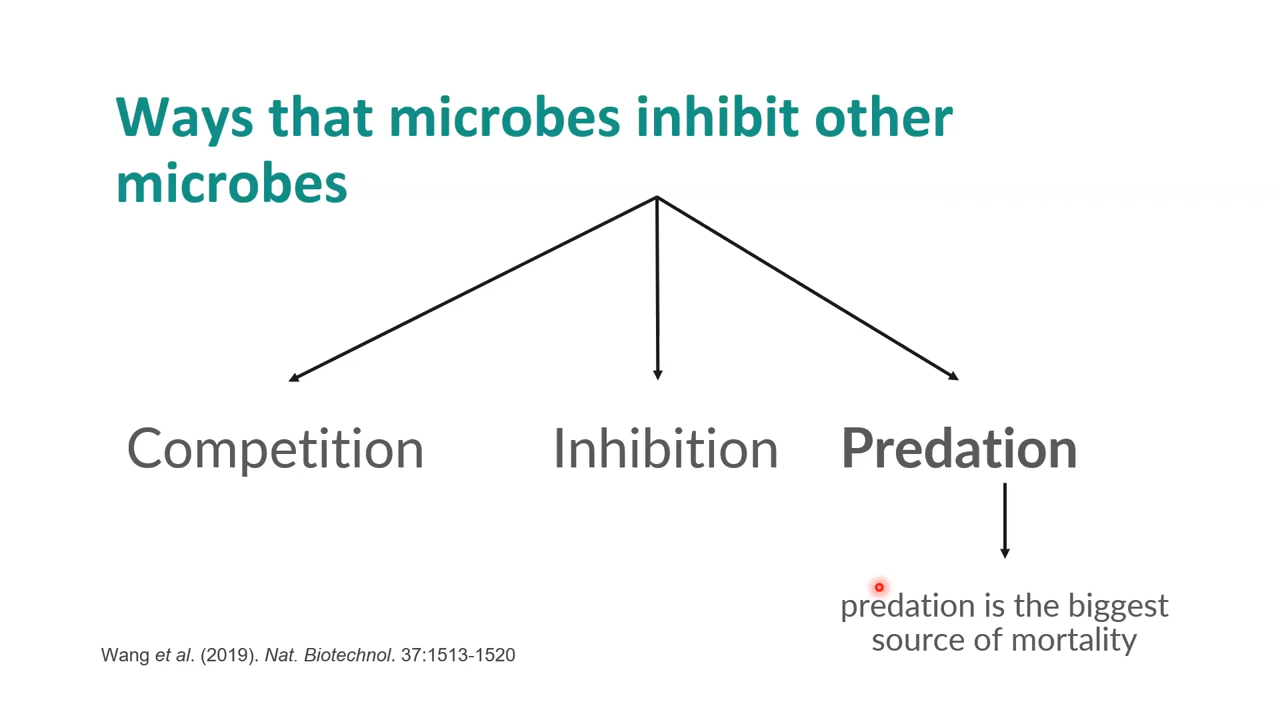 Ways that microbes inhibit other
microbes
Competition
Inhibition
Predation
predation is the biggest
source of mortality
Wang et al. (2019). Nat. Biotechnol. 37:1513-1520